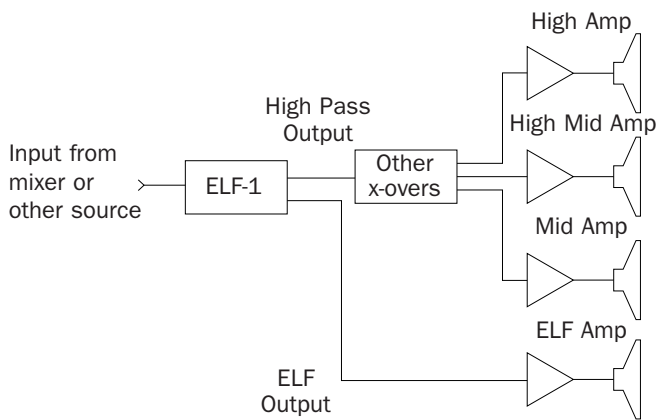 High Amp
High Pass
Output
High Mid Amp
Input from
mixer or
other source
ELF-1
Other
x-overs
Mid Amp
ELF Amp
ELF
Output